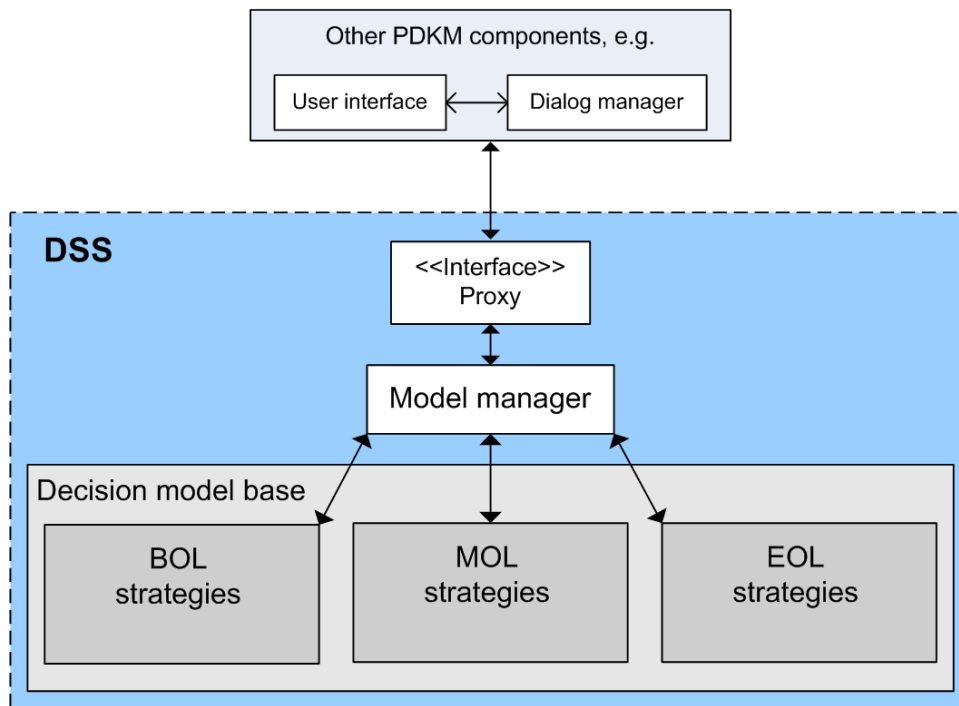 Other PDKM components, e.g.
User interface
Dialog manager
DSS
<<Interface>>
Proxy
Model manager
Decision model base
BOL
strategies
MOL
strategies
EOL
strategies